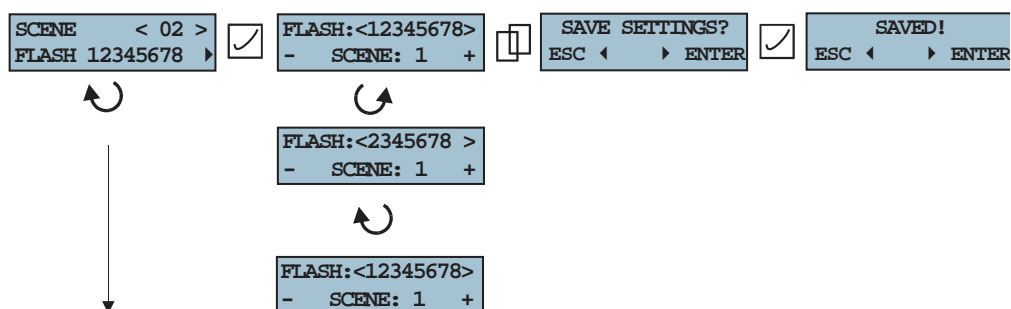 SCENE < 02 >
FLASH 12345678 ▶
FLASH:<12345678>
- SCENE: 1 +
SAVE SETTINGS?
ESC ◀ ▶ ENTER
SAVED!
ESC ◀ ▶ ENTER
FLASH:<2345678 >
- SCENE: 1 +
FLASH:<12345678>
- SCENE: 1 +